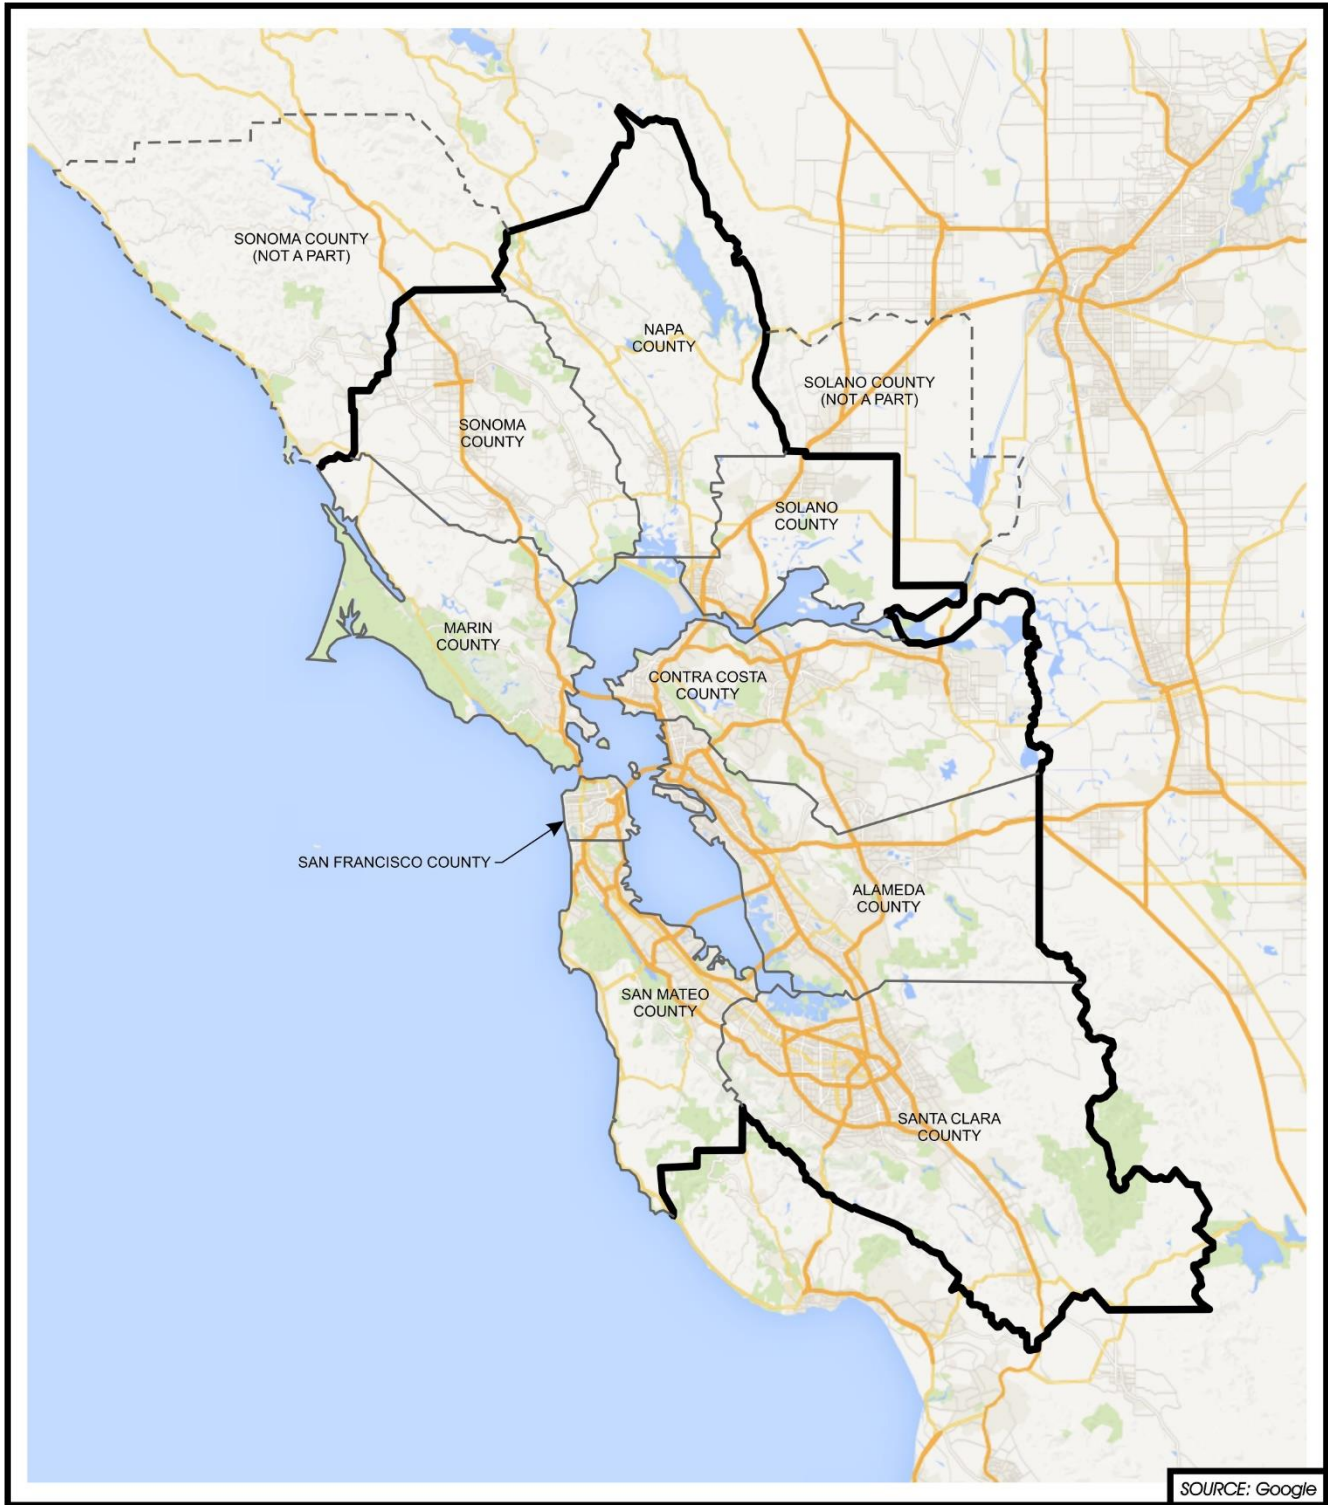 SONOMA COUNTY
(NOT A PART)
NAPA
COUNTY
SOLANO COUNTY
(NOT A PART)
SONOMA
COUNTY
SOLANO
COUNTY
MARIN
COUNTY
CONTRA COSTA
COUNTY
SAN FRANCISCO COUNTY
ALAMEDA
COUNTY
SAN MATEO
COUNTY
SANTA CLARA
COUNTY
SOURCE: Google